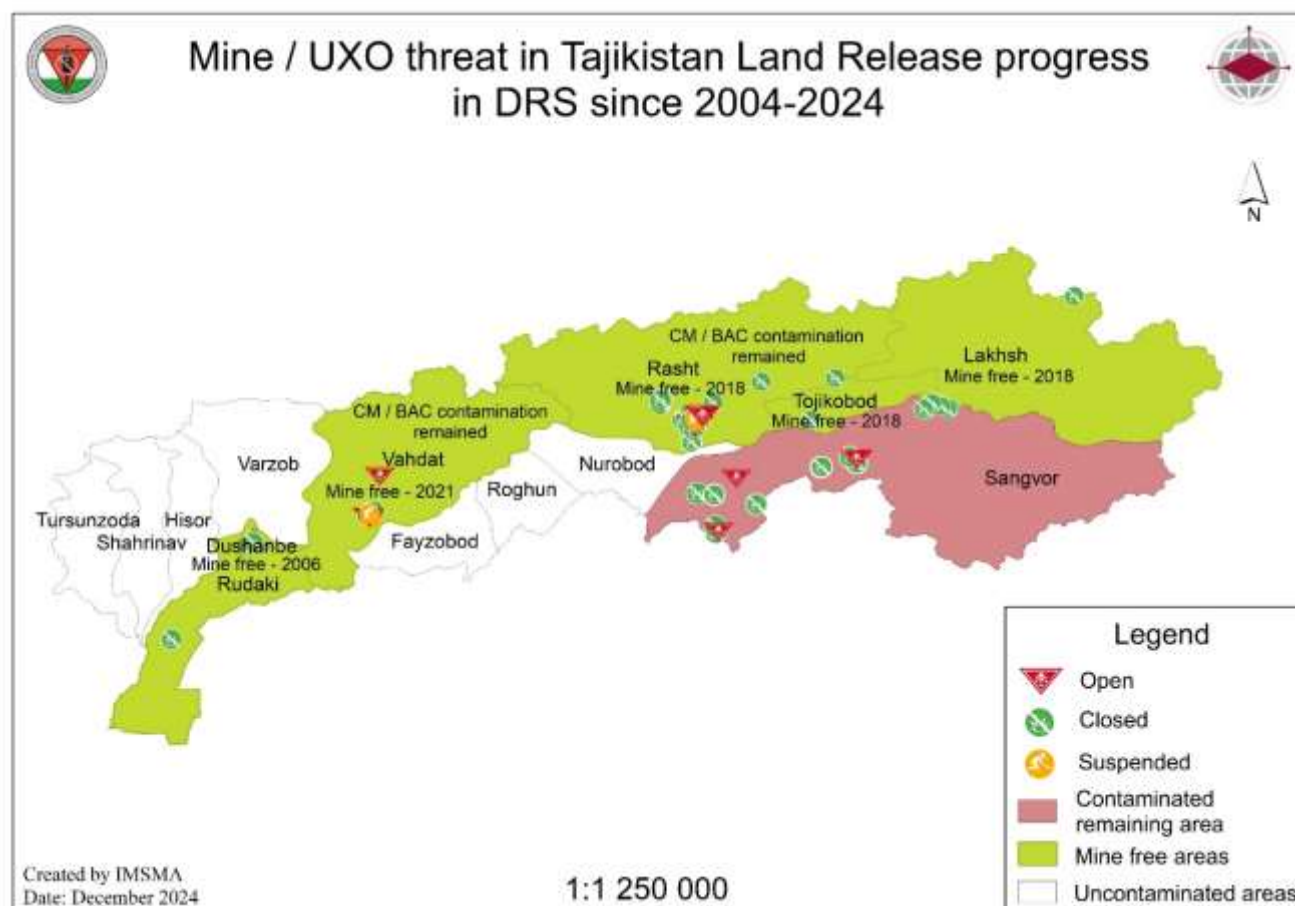 Mine / UXO threat in Tajikistan Land Release progress
in DRS since 2004-2024
N
CM / BAC contamination
remained
Rasht
Mine free - 2018
Lakhsh
Mine free - 2018
Tojikobod
Mine free - 2018
CM / BAC contamination
remained
Vahdat
Mine free - 2021
Varzob
Nurobod
Roghun
Sangvor
Tursunzoda
Hisor
Shahrinav
Fayzobod
Dushanbe
Mine free - 2006
Rudaki
Legend
Open
Closed
Suspended
Contaminated
remaining area
Mine free areas
Uncontaminated areas
Created by IMSMA
Date: December 2024
1:1 250 000